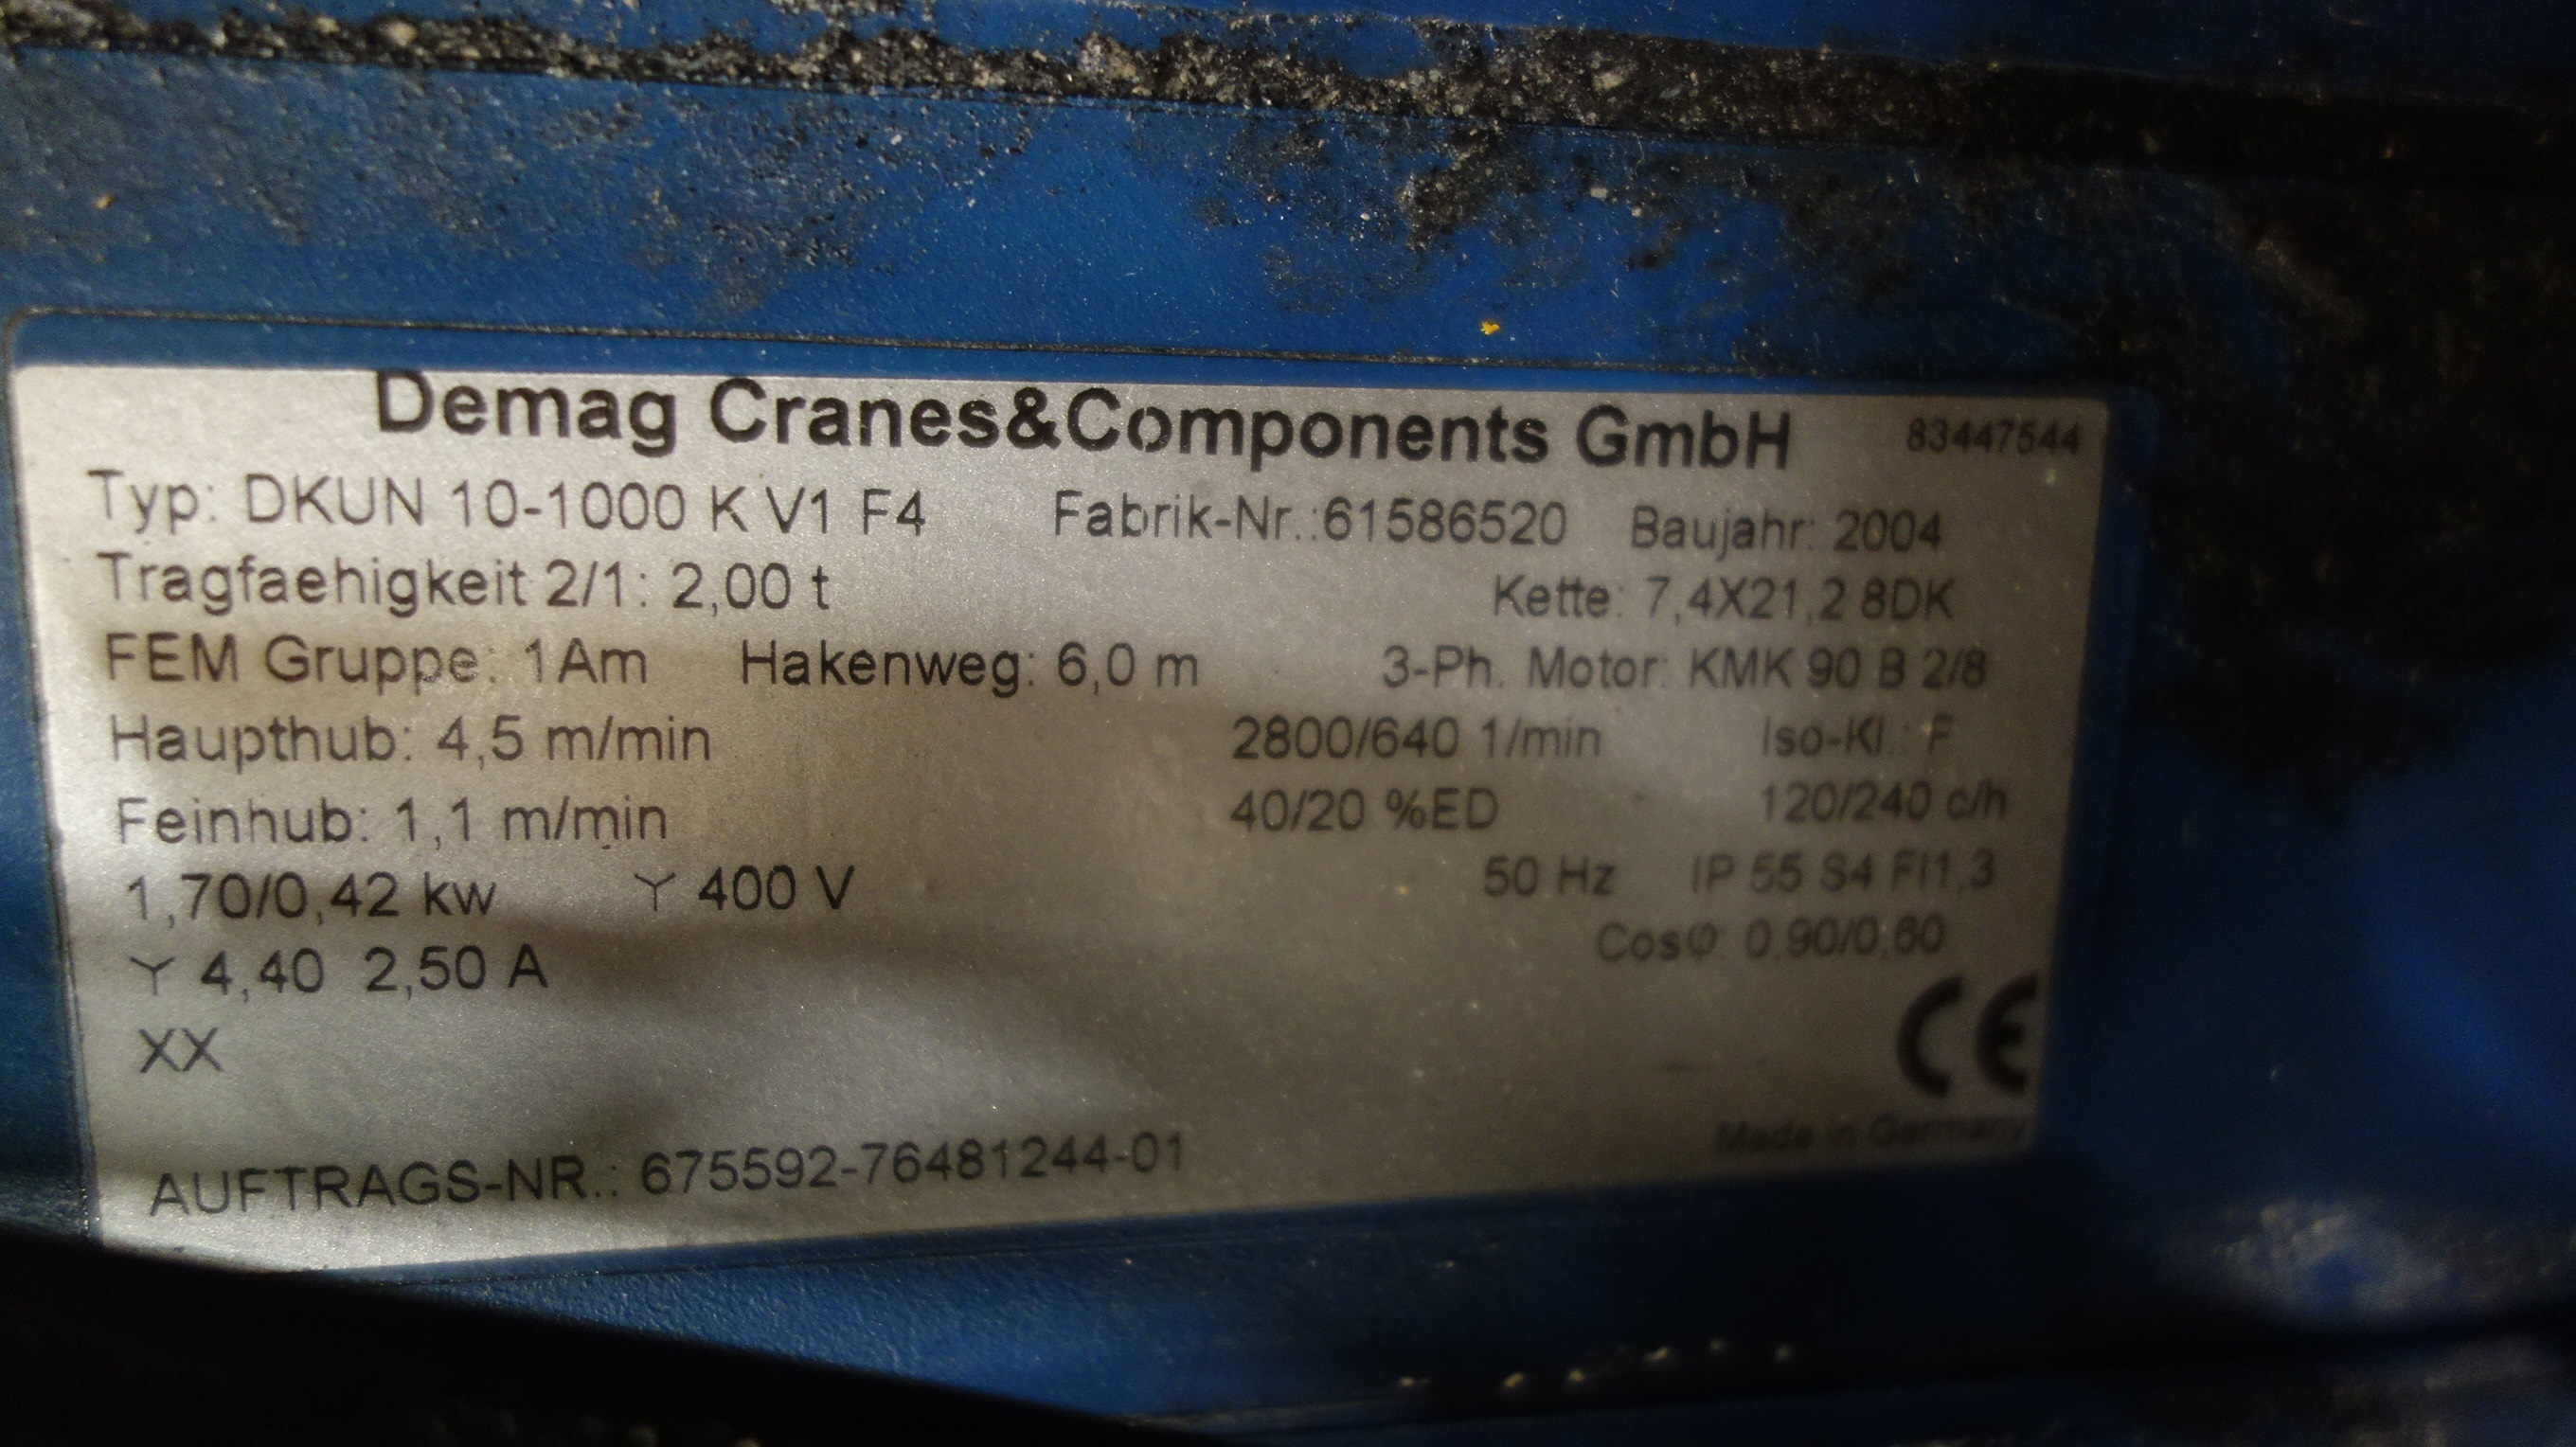 Demag Cranes&Components GmbH 83447544
Typ: DKUN 10-1000 K V1 F4 Fabrik-Nr.:61586520 Baujahr: 2004
Tragfaehigkeit 2/1: 2,00 t Kette: 7,4X21,2 8DK
FEM Gruppe: 1Am Hakenweg: 6,0 m 3-Ph. Motor: KMK 90 B 2/8
Haupthub: 4,5 m/min 2800/640 1/min Iso-Kl.: F
Feinhub: 1,1 m/min 40/20 %ED 120/240 c/h
1,70/0,42 kw Y 400 V 50 Hz IP 55 S4 FI1,3
Y 4,40 2,50 A Cosφ: 0,90/0,60
XX
CE
Made in Germany
AUFTRAGS-NR.: 675592-76481244-01